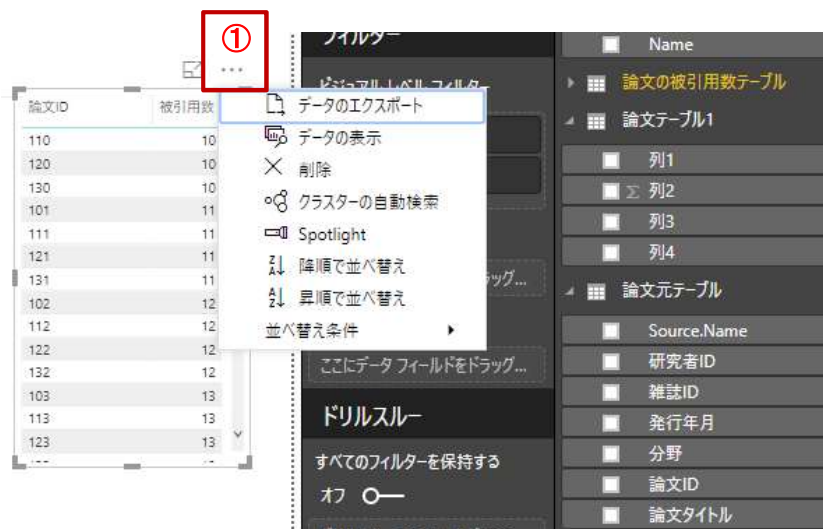 ①
論文ID 被引用数
110 10
120 10
130 10
101 11
111 11
121 11
131 11
102 12
112 12
122 12
132 12
103 13
113 13
123 13
データのエクスポート
データの表示
削除
クラスターの自動検索
Spotlight
降順で並べ替え
昇順で並べ替え
並べ替え条件
フィルター
ビジュアル レベル フィルター
ラッグ...
ここにデータ フィールドをドラッグ...
ドリルスルー
すべてのフィルターを保持する
オフ
Name
論文の被引用数テーブル
論文テーブル1
列1
Σ 列2
列3
列4
論文元テーブル
Source.Name
研究者ID
雑誌ID
発行年月
分野
論文ID
論文タイトル